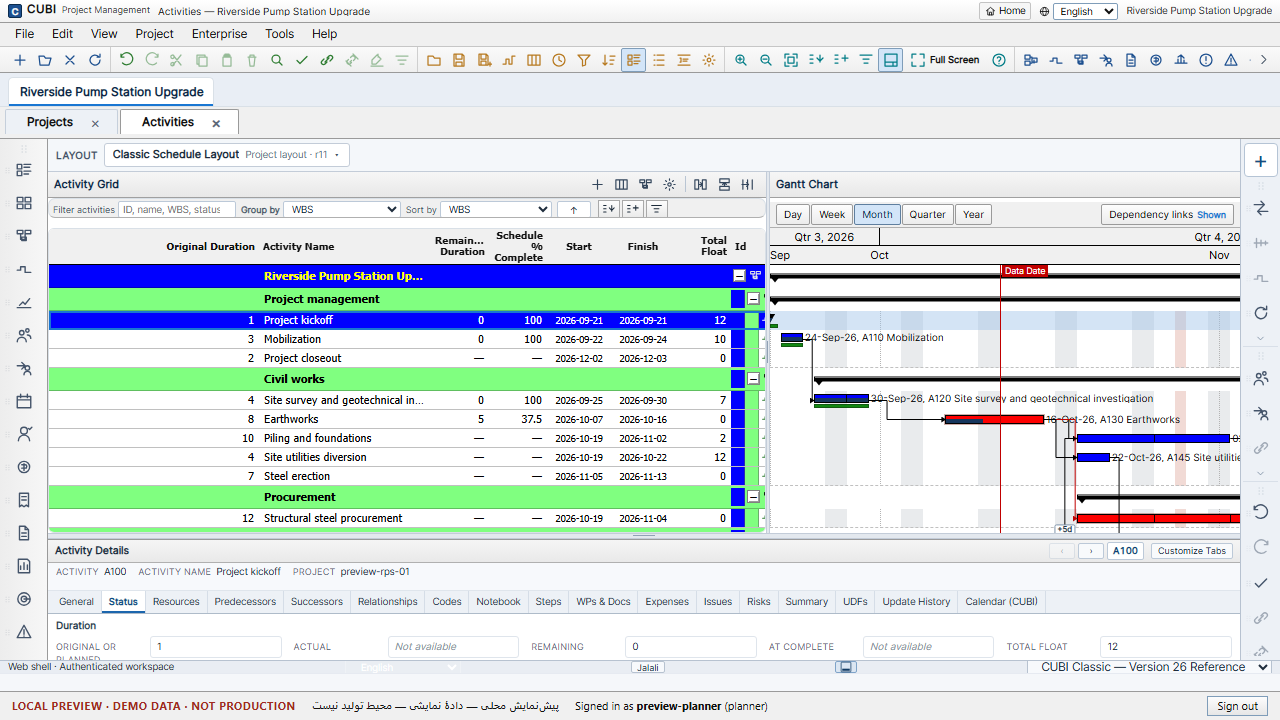 CUBI Project Management Activities — Riverside Pump Station Upgrade Home English Riverside Pump Station Upgrade
File Edit View Project Enterprise Tools Help
Full Screen
Riverside Pump Station Upgrade
Projects Activities
LAYOUT Classic Schedule Layout Project layout · r11
Activity Grid
Filter activities ID, name, WBS, status Group by WBS Sort by WBS
Original Duration Activity Name Remain... Duration Schedule % Complete Start Finish Total Float Id
Riverside Pump Station Up...
Project management
1 Project kickoff 0 100 2026-09-21 2026-09-21 12
3 Mobilization 0 100 2026-09-22 2026-09-24 10
2 Project closeout — — 2026-12-02 2026-12-03 0
Civil works
4 Site survey and geotechnical in... 0 100 2026-09-25 2026-09-30 7
8 Earthworks 5 37.5 2026-10-07 2026-10-16 0
10 Piling and foundations — — 2026-10-19 2026-11-02 2
4 Site utilities diversion — — 2026-10-19 2026-10-22 12
7 Steel erection — — 2026-11-05 2026-11-13 0
Procurement
12 Structural steel procurement — — 2026-10-19 2026-11-04 0
Gantt Chart
Day Week Month Quarter Year Dependency links Shown
Qtr 3, 2026 Qtr 4, 20
Sep Oct Nov
Data Date
24-Sep-26, A110 Mobilization
30-Sep-26, A120 Site survey and geotechnical investigation
16-Oct-26, A130 Earthworks
22-Oct-26, A145 Site utilitie
+5d
Activity Details A100 Customize Tabs
ACTIVITY A100 ACTIVITY NAME Project kickoff PROJECT preview-rps-01
General Status Resources Predecessors Successors Relationships Codes Notebook Steps WPs & Docs Expenses Issues Risks Summary UDFs Update History Calendar (CUBI)
Duration
ORIGINAL OR PLANNED 1 ACTUAL Not available REMAINING 0 AT COMPLETE Not available TOTAL FLOAT 12
Web shell · Authenticated workspace English Jalali CUBI Classic — Version 26 Reference
LOCAL PREVIEW · DEMO DATA · NOT PRODUCTION پیش‌نمایش محلی — دادهٔ نمایشی — محیط تولید نیست Signed in as preview-planner (planner) Sign out